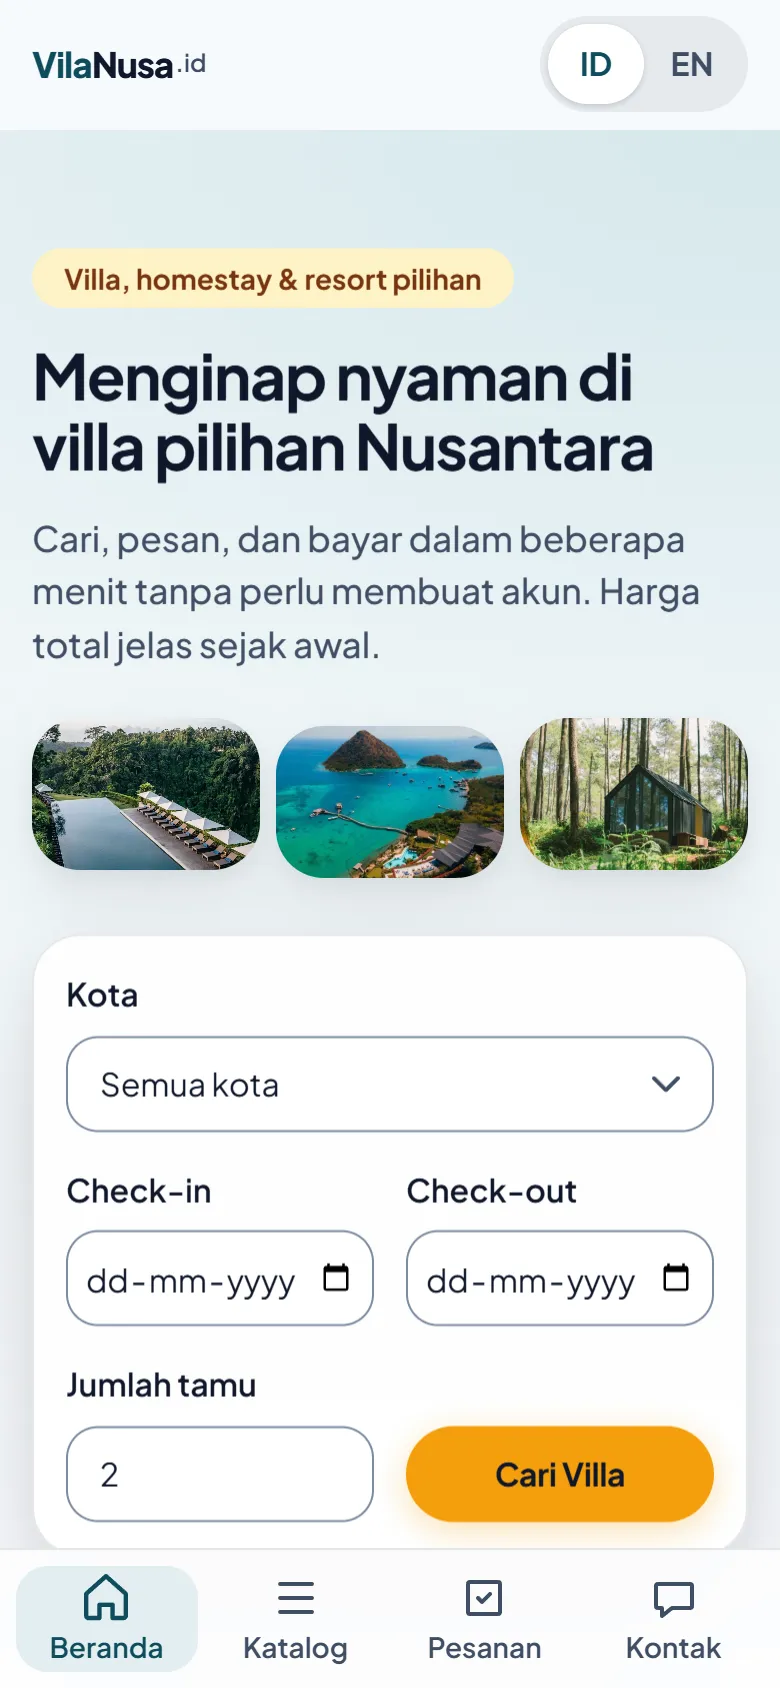 VilaNusa.id
ID EN
Villa, homestay & resort pilihan
Menginap nyaman di
villa pilihan Nusantara
Cari, pesan, dan bayar dalam beberapa
menit tanpa perlu membuat akun. Harga
total jelas sejak awal.
Kota
Semua kota
Check-in Check-out
dd-mm-yyyy dd-mm-yyyy
Jumlah tamu
2 Cari Villa
Beranda Katalog Pesanan Kontak